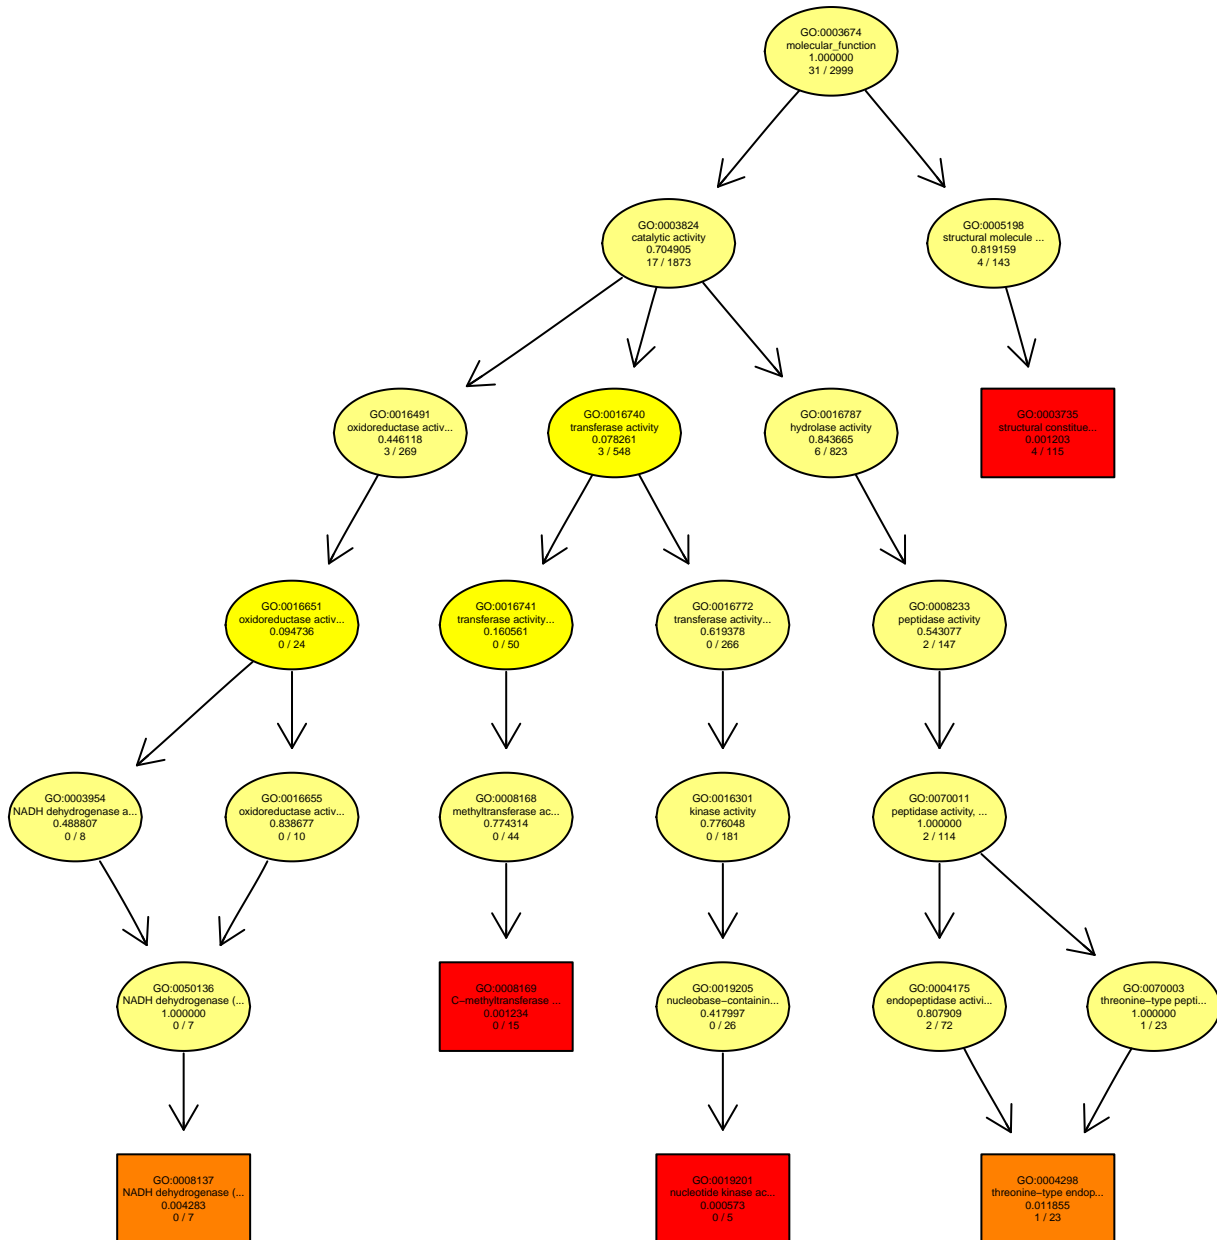 GO:0003674
molecular_function
1.000000
31 / 2999
GO:0003824
catalytic activity
0.704905
17 / 1873
GO:0005198
structural molecule ...
0.819159
4 / 143
GO:0016491
oxidoreductase activ...
0.446118
3 / 269
GO:0016740
transferase activity
0.078261
3 / 548
GO:0016787
hydrolase activity
0.843665
6 / 823
GO:0003735
structural constitue...
0.001203
4 / 115
GO:0016651
oxidoreductase activ...
0.094736
0 / 24
GO:0016741
transferase activity...
0.160561
0 / 50
GO:0016772
transferase activity...
0.619378
0 / 266
GO:0008233
peptidase activity
0.543077
2 / 147
GO:0003954
NADH dehydrogenase a...
0.488807
0 / 8
GO:0016655
oxidoreductase activ...
0.838677
0 / 10
GO:0008168
methyltransferase ac...
0.774314
0 / 44
GO:0016301
kinase activity
0.776048
0 / 181
GO:0070011
peptidase activity, ...
1.000000
2 / 114
GO:0050136
NADH dehydrogenase (...
1.000000
0 / 7
GO:0008169
C−methyltransferase ...
0.001234
0 / 15
GO:0019205
nucleobase−containin...
0.417997
0 / 26
GO:0004175
endopeptidase activi...
0.807909
2 / 72
GO:0070003
threonine−type pepti...
1.000000
1 / 23
GO:0008137
NADH dehydrogenase (...
0.004283
0 / 7
GO:0019201
nucleotide kinase ac...
0.000573
0 / 5
GO:0004298
threonine−type endop...
0.011855
1 / 23